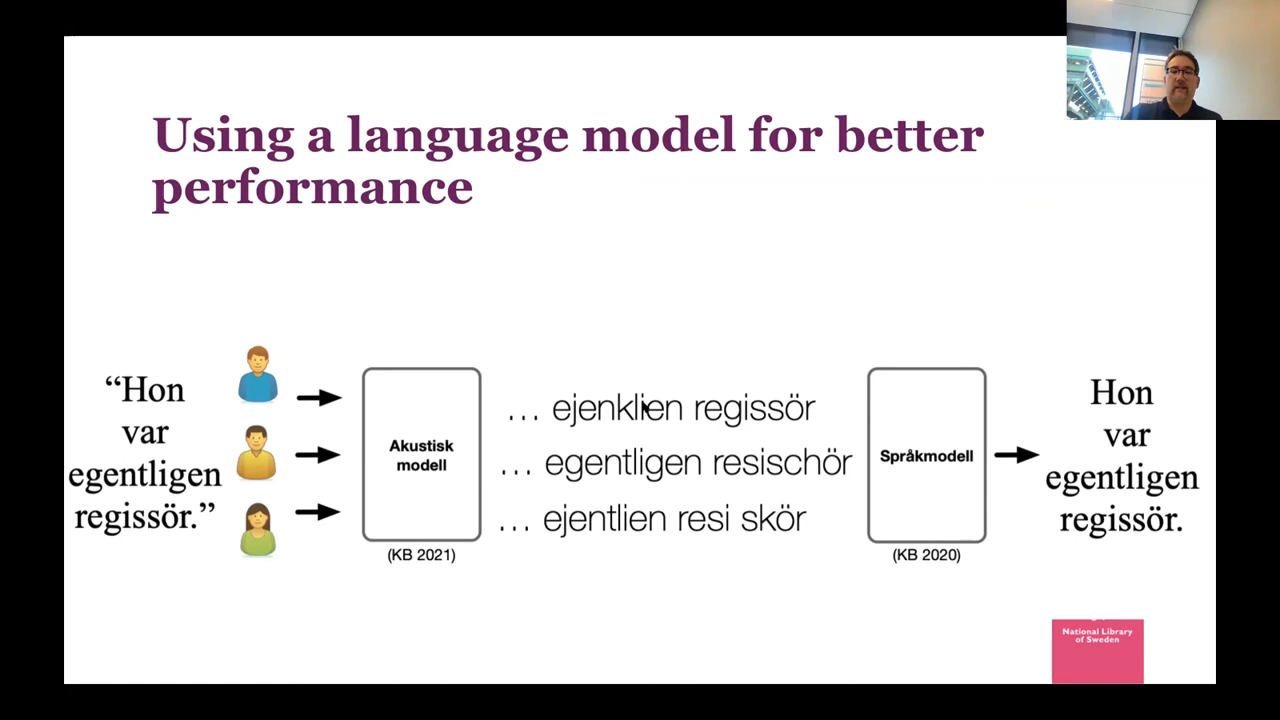 Using a language model for better
performance
“Hon
var
egentligen
regissör.”
Akustisk
modell
(KB 2021)
... ejenklien regissör
... egentligen resischör
... ejentlien resi skör
Språkmodell
(KB 2020)
Hon
var
egentligen
regissör.
National Library
of Sweden